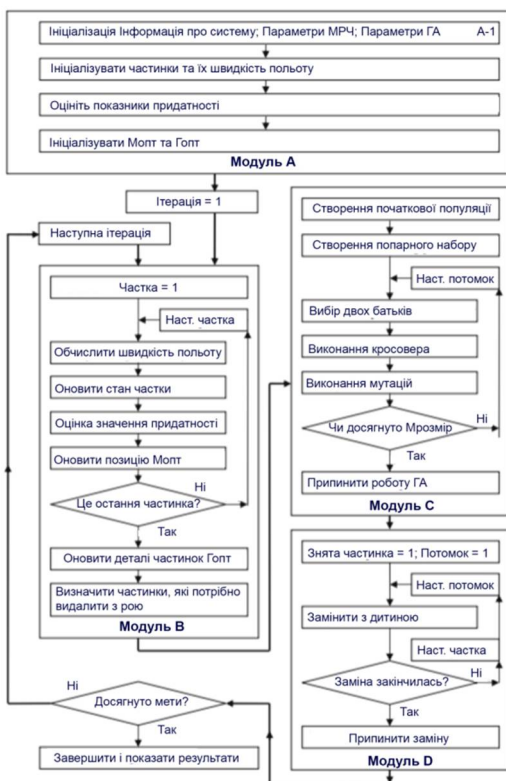 Ініціалізація Інформація про систему; Параметри МРЧ; Параметри ГА А-1
Ініціалізувати частинки та їх швидкість польоту
Оцініть показники придатності
Ініціалізувати Мопт та Гопт
Модуль А
Ітерація = 1
Наступна ітерація
Частка = 1
Наст. частка
Обчислити швидкість польоту
Оновити стан частки
Оцінка значення придатності
Оновити позицію Мопт
Ні
Це остання частинка?
Так
Оновити деталі частинок Гопт
Визначити частинки, які потрібно
видалити з рою
Модуль В
Створення початкової популяції
Створення попарного набору
Наст. потомок
Вибір двох батьків
Виконання кросовера
Виконання мутацій
Ні
Чи досягнуто Мрозмір
Так
Припинити роботу ГА
Модуль С
Знята частинка = 1; Потомок = 1
Наст. потомок
Замінити з дитиною
Наст. частка
Ні
Заміна закінчилась?
Так
Припинити заміну
Модуль D
Ні
Досягнуто мети?
Так
Завершити і показати результати